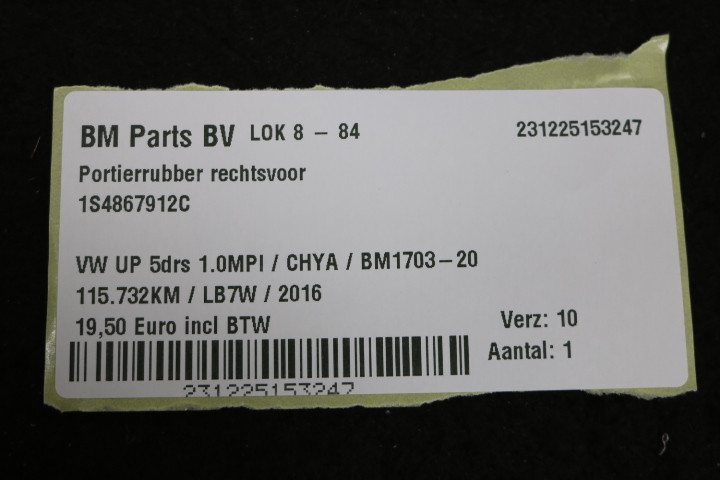 BM Parts BV LOK 8 - 84 231225153247
Portierrubber rechtsvoor
1S4867912C
VW UP 5drs 1.0MPI / CHYA / BM1703-20
115.732KM / LB7W / 2016
19,50 Euro incl BTW
Verz: 10
Aantal: 1
231225153247